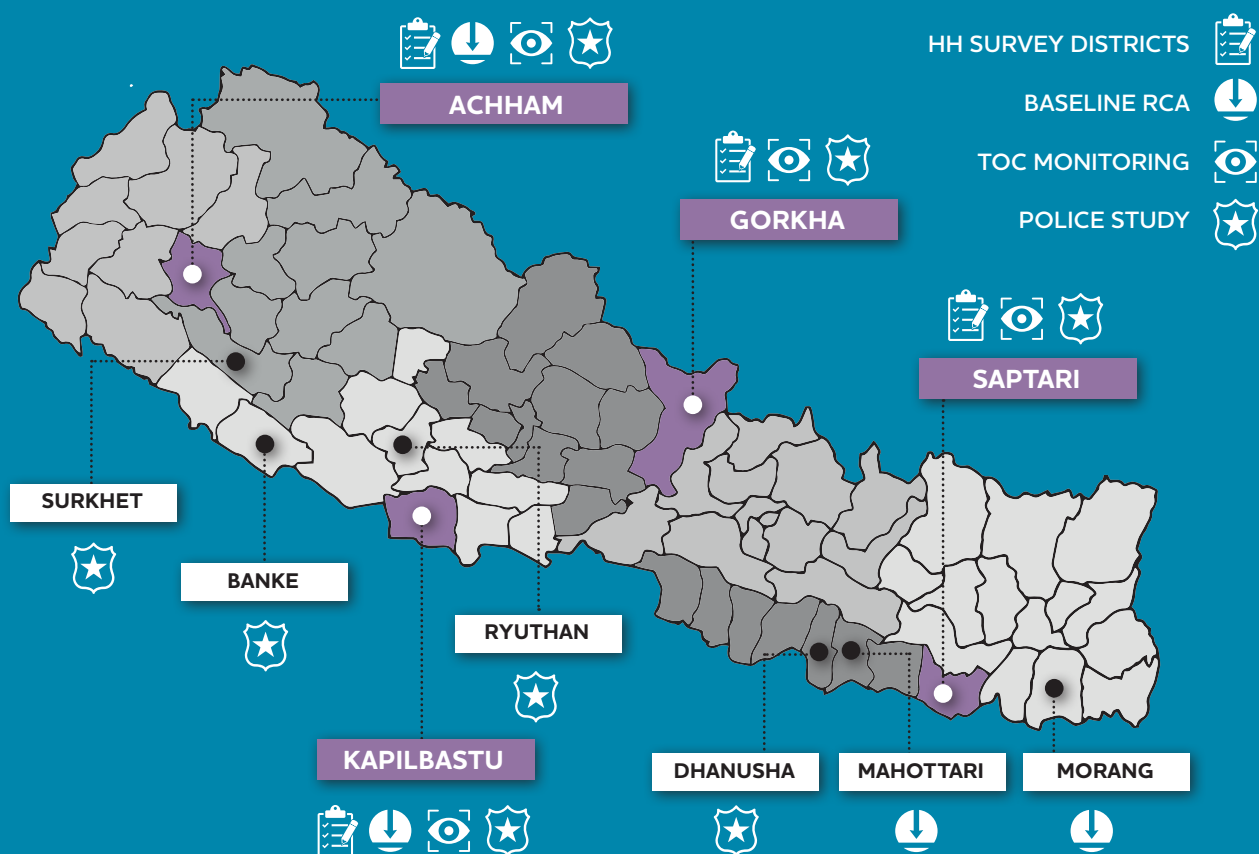 HH SURVEY DISTRICTS
ACHHAM
BASELINE RCA
TOC MONITORING
GORKHA
POLICE STUDY
SAPTARI
SURKHET
BANKE
RYUTHAN
KAPILBASTU
DHANUSHA
MAHOTTARI
MORANG